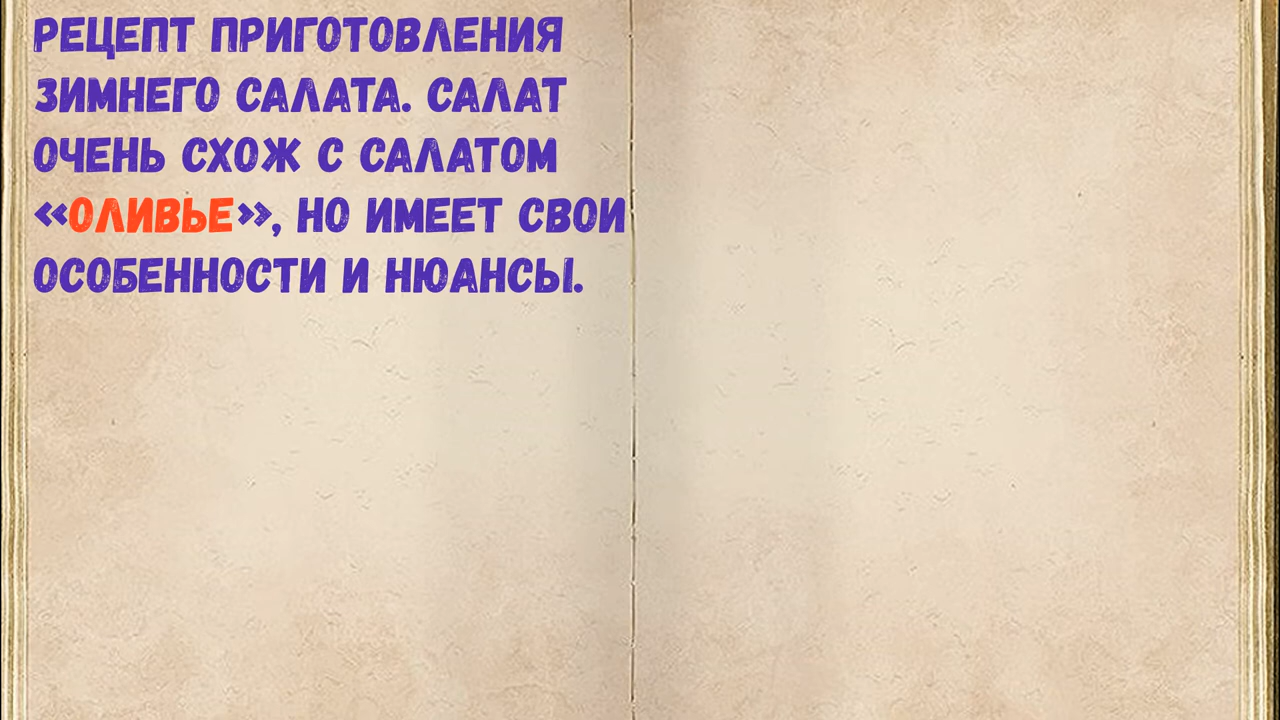 РЕЦЕПТ ПРИГОТОВЛЕНИЯ
ЗИМНЕГО САЛАТА. САЛАТ
ОЧЕНЬ СХОЖ С САЛАТОМ
«ОЛИВЬЕ», НО ИМЕЕТ СВОИ
ОСОБЕННОСТИ И НЮАНСЫ.